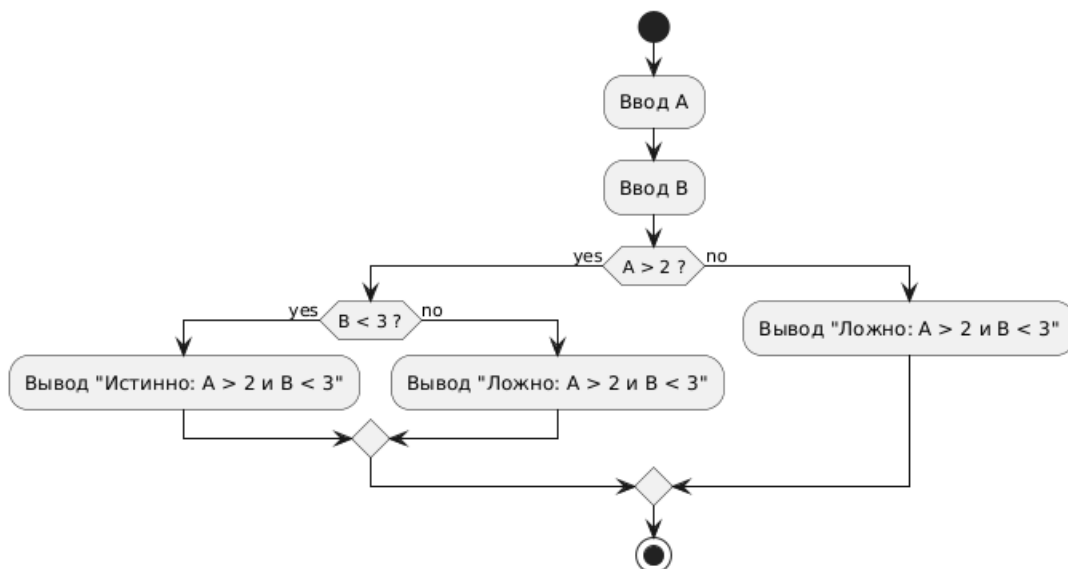 Ввод A
Ввод B
yes
A > 2 ?
no
yes
B < 3 ?
no
Вывод "Ложно: A > 2 и B < 3"
Вывод "Истинно: A > 2 и B < 3"
Вывод "Ложно: A > 2 и B < 3"